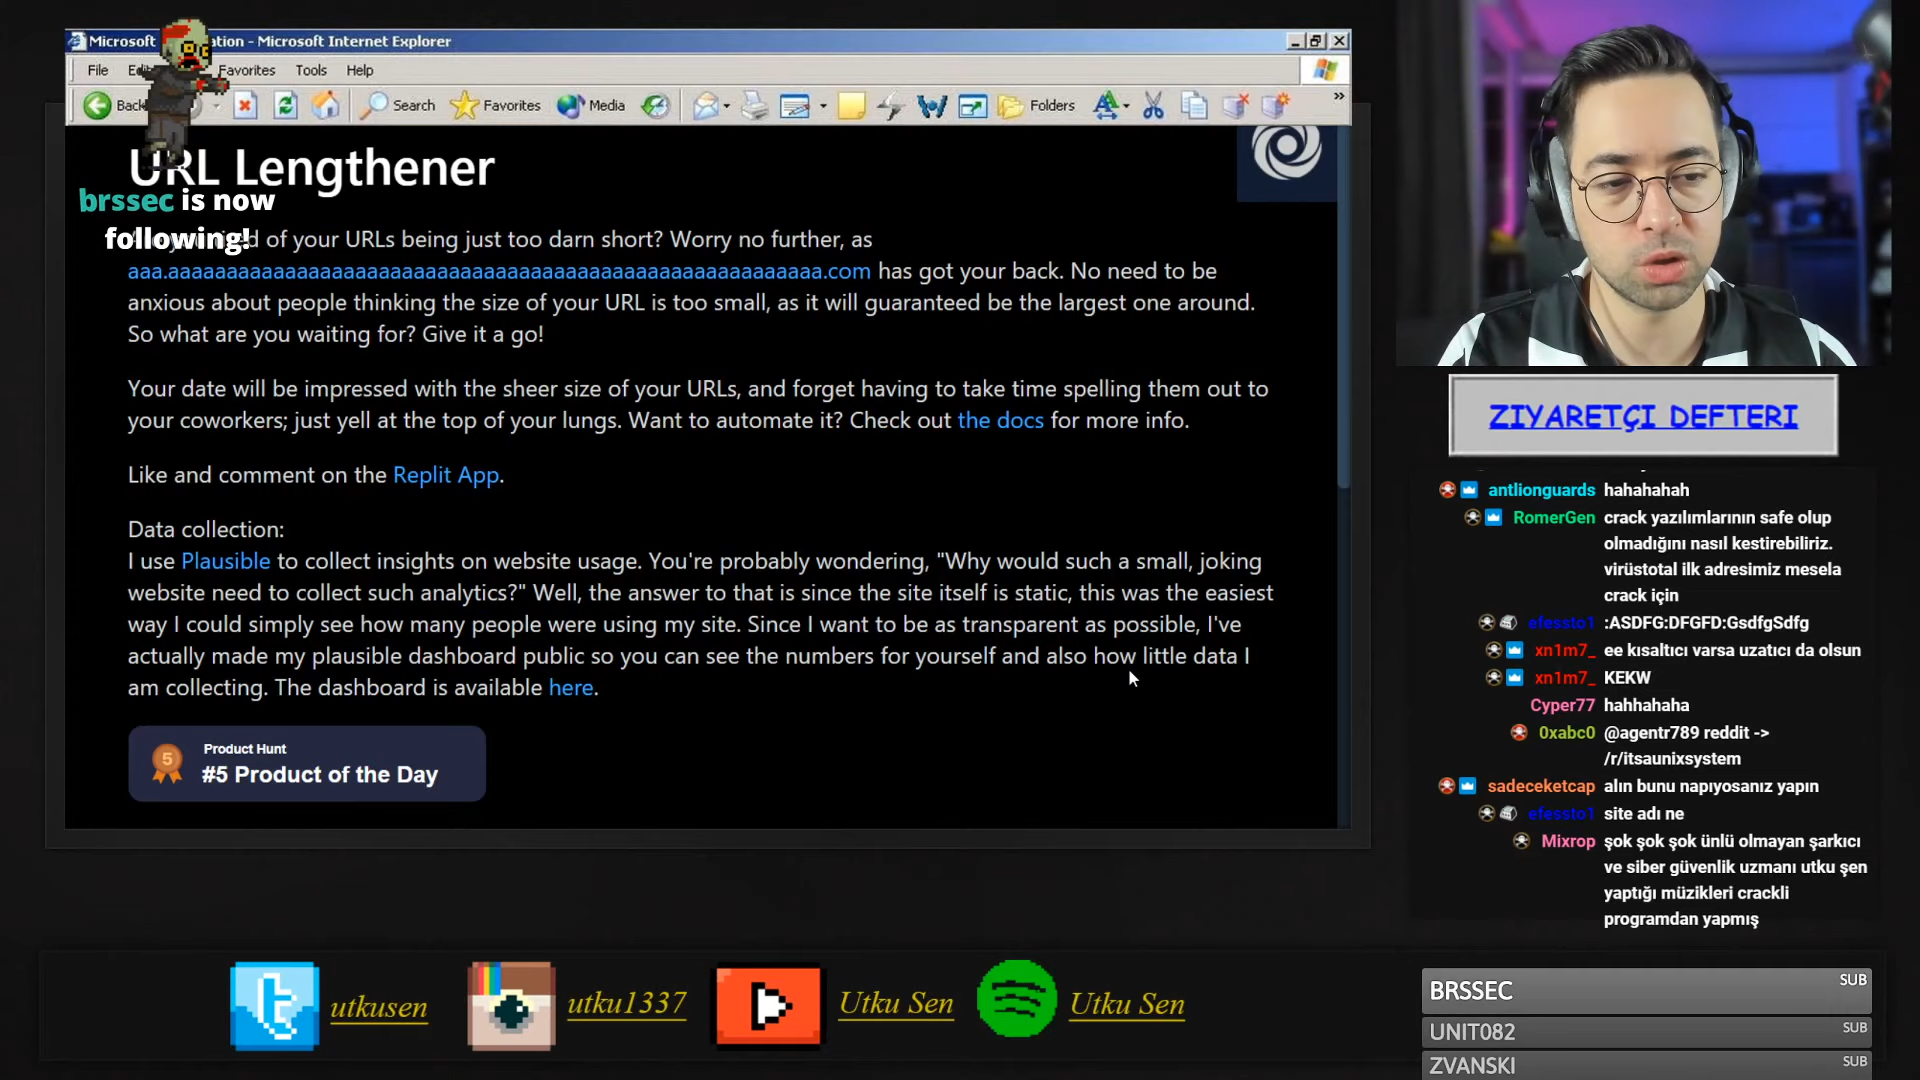 Microsoft
ation - Microsoft Internet Explorer
File
Edit
Favorites
Tools
Help
Back
Search
Favorites
Media
Folders
»
URL Lengthener
brssec is now
following!
of your URLs being just too darn short? Worry no further, as
aaa.aaaaaaaaaaaaaaaaaaaaaaaaaaaaaaaaaaaaaaaaaaaaaaaaaaaaaaaa.com has got your back. No need to be
anxious about people thinking the size of your URL is too small, as it will guaranteed be the largest one around.
So what are you waiting for? Give it a go!
Your date will be impressed with the sheer size of your URLs, and forget having to take time spelling them out to
your coworkers; just yell at the top of your lungs. Want to automate it? Check out the docs for more info.
Like and comment on the Replit App.
Data collection:
I use Plausible to collect insights on website usage. You're probably wondering, "Why would such a small, joking
website need to collect such analytics?" Well, the answer to that is since the site itself is static, this was the easiest
way I could simply see how many people were using my site. Since I want to be as transparent as possible, I've
actually made my plausible dashboard public so you can see the numbers for yourself and also how little data I
am collecting. The dashboard is available here.
5
Product Hunt
#5 Product of the Day
ZIYARETÇI DEFTERI
antlionguards hahahahah
RomerGen crack yazılımlarının safe olup
olmadığını nasıl kestirebiliriz.
virüstotal ilk adresimiz mesela
crack için
efessto1 :ASDFG:DFGFD:GsdfgSdfg
xn1m7_ ee kısaltıcı varsa uzatıcı da olsun
xn1m7_ KEKW
Cyper77 hahhahaha
0xabc0 @agentr789 reddit ->
/r/itsaunixsystem
sadeceketcap alın bunu napıyosanız yapın
efessto1 site adı ne
Mixrop şok şok şok ünlü olmayan şarkıcı
ve siber güvenlik uzmanı utku şen
yaptığı müzikleri crackli
programdan yapmış
utkusen
utku1337
Utku Sen
Utku Sen
BRSSEC SUB
UNIT082 SUB
ZVANSKI SUB